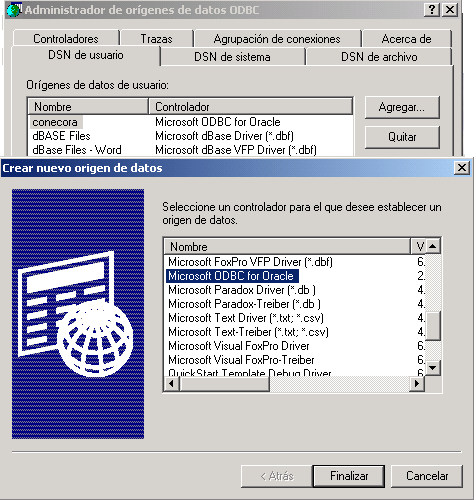 Administrador de orígenes de datos ODBC
Controladores Trazas Agrupación de conexiones Acerca de
DSN de usuario DSN de sistema DSN de archivo
Orígenes de datos de usuario:
Nombre Controlador
conecora Microsoft ODBC for Oracle
dBASE Files Microsoft dBase Driver (*.dbf)
dBase Files - Word Microsoft dBase VFP Driver (*.dbf)
Agregar...
Quitar
Crear nuevo origen de datos
Seleccione un controlador para el que desee establecer un
origen de datos.
Nombre V
Microsoft FoxPro VFP Driver (*.dbf) 6.
Microsoft ODBC for Oracle 2.
Microsoft Paradox Driver (*.db ) 4.
Microsoft Paradox-Treiber (*.db ) 4.
Microsoft Text Driver (*.txt; *.csv) 4.
Microsoft Text-Treiber (*.txt; *.csv) 4.
Microsoft Visual FoxPro Driver 6.
Microsoft Visual FoxPro-Treiber 6.
QuickStart Template Debug Driver 4.
< Atrás Finalizar Cancelar